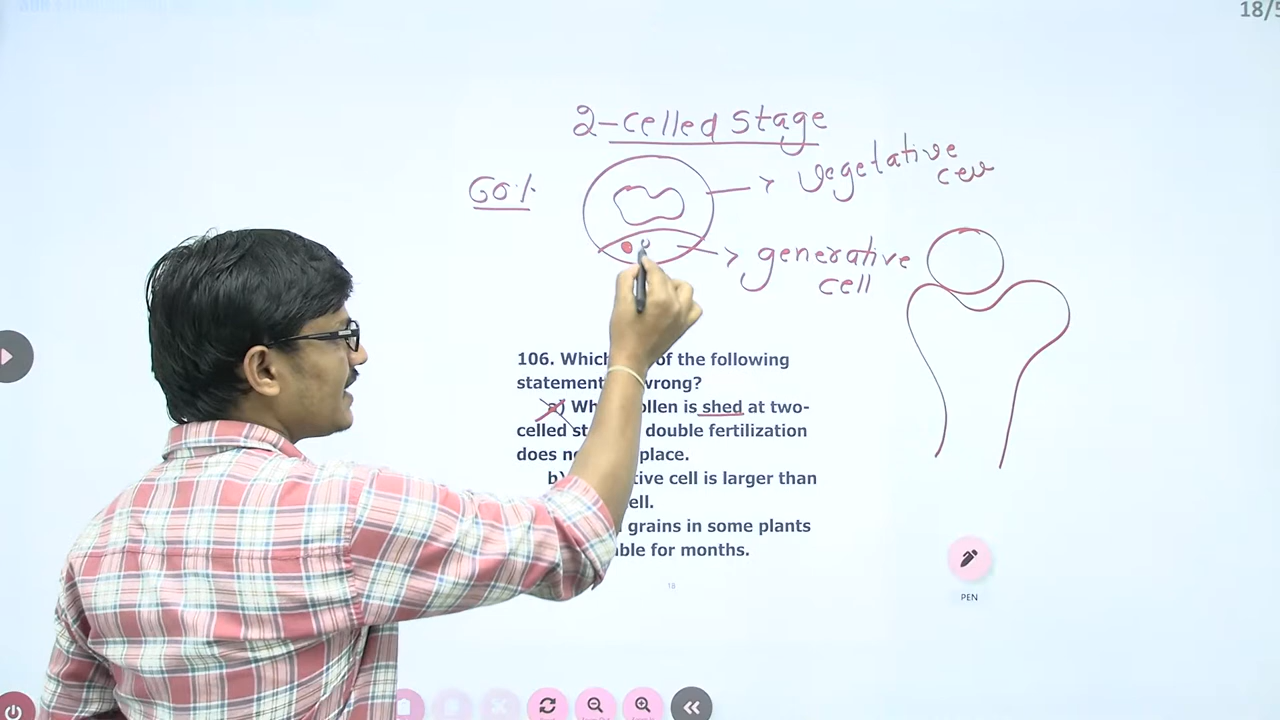 18/5
2-celled Stage
60%
vegetative
cell
generative
cell
106. Which of the following
statement wrong?
a) Wh ollen is shed at two-
celled st double fertilization
does n place.
b) tive cell is larger than
ell.
grains in some plants
ble for months.
18
PEN